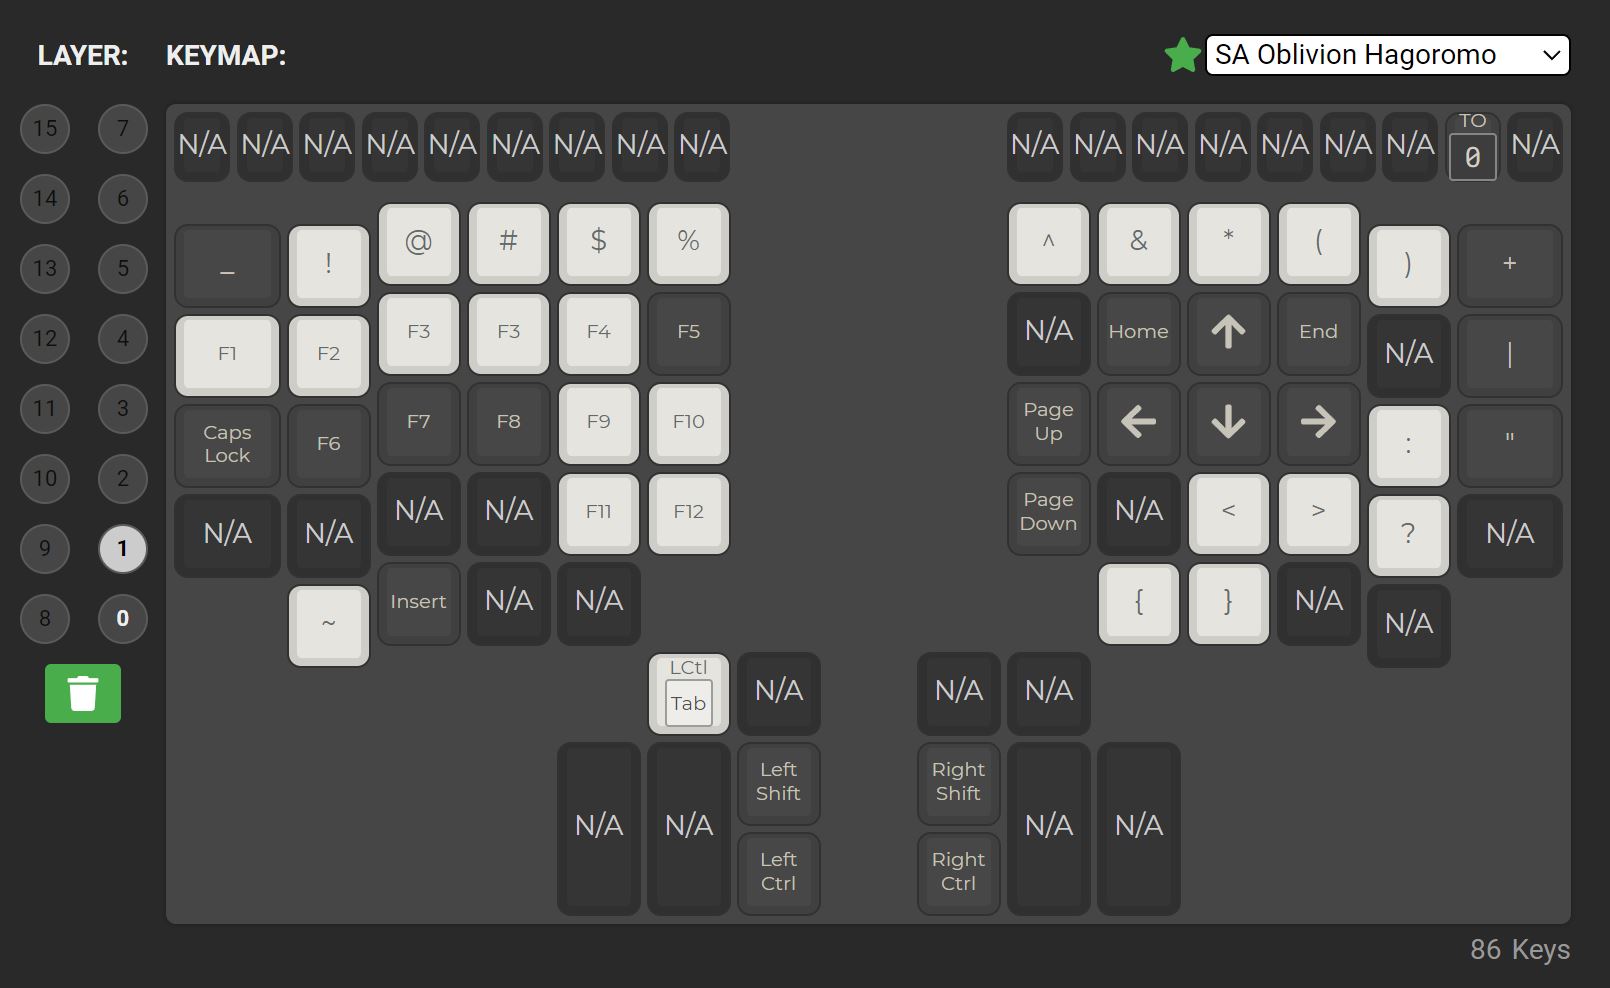 LAYER: KEYMAP: SA Oblivion Hagoromo
15 7
14 6
13 5
12 4
11 3
10 2
9 1
8 0
N/A N/A N/A N/A N/A N/A N/A N/A N/A N/A N/A N/A N/A N/A N/A N/A TO 0 N/A
_ ! @ # $ % ^ & * ( ) +
F1 F2 F3 F3 F4 F5 N/A Home ↑ End N/A |
Caps Lock F6 F7 F8 F9 F10 Page Up ← ↓ → : "
N/A N/A N/A N/A F11 F12 Page Down N/A < > ? N/A
~ Insert N/A N/A { } N/A N/A
LCtl Tab N/A N/A N/A
N/A N/A Left Shift Right Shift N/A N/A
Left Ctrl Right Ctrl
86 Keys